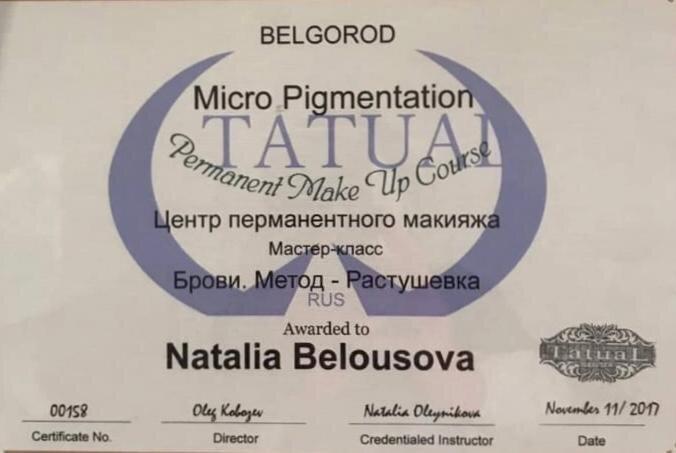 BELGOROD
Micro Pigmentation
TATUAL
Permanent Make Up Course
Центр перманентного макияжа
Мастер-класс
Брови. Метод - Растушевка
RUS
Awarded to
Natalia Belousova
Tatual
00158 Oleg Kobozev Natalia Oleynikova November 11/2017
Certificate No. Director Credentialed Instructor Date